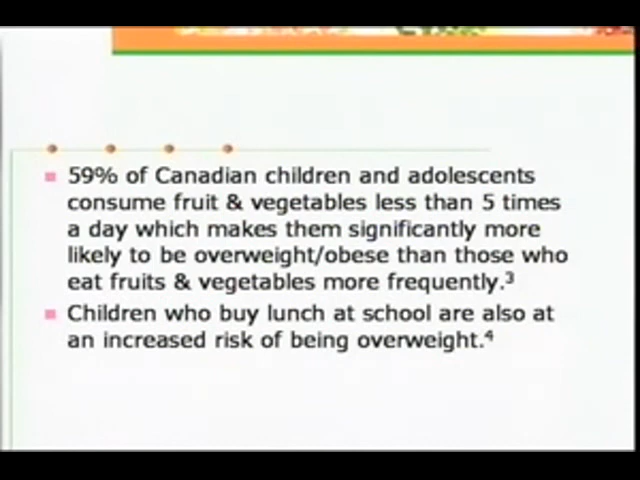 59% of Canadian children and adolescents
consume fruit & vegetables less than 5 times
a day which makes them significantly more
likely to be overweight/obese than those who
eat fruits & vegetables more frequently.³
Children who buy lunch at school are also at
an increased risk of being overweight.⁴